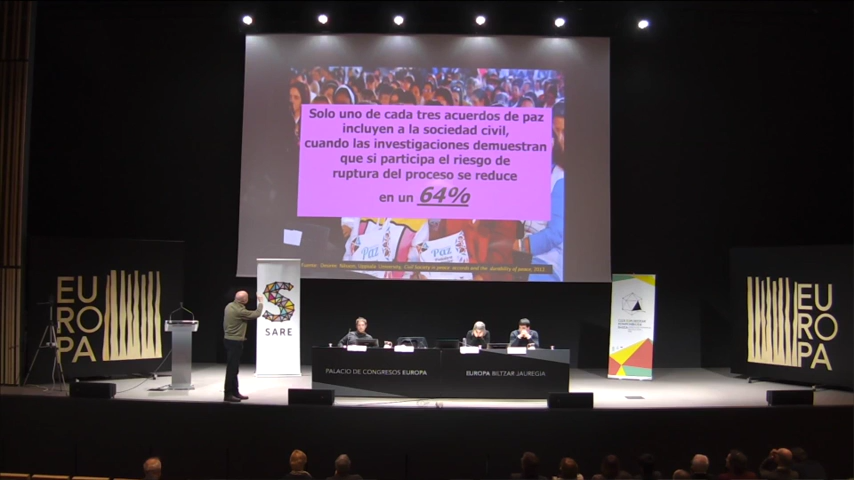 Solo uno de cada tres acuerdos de paz
incluyen a la sociedad civil,
cuando las investigaciones demuestran
que si participa el riesgo de
ruptura del proceso se reduce
en un 64%
Paz
Paz
EU
RO
PA
S
SARE
PALACIO DE CONGRESOS EUROPA
EUROPA BILTZAR JAUREGIA
EU
RO
PA